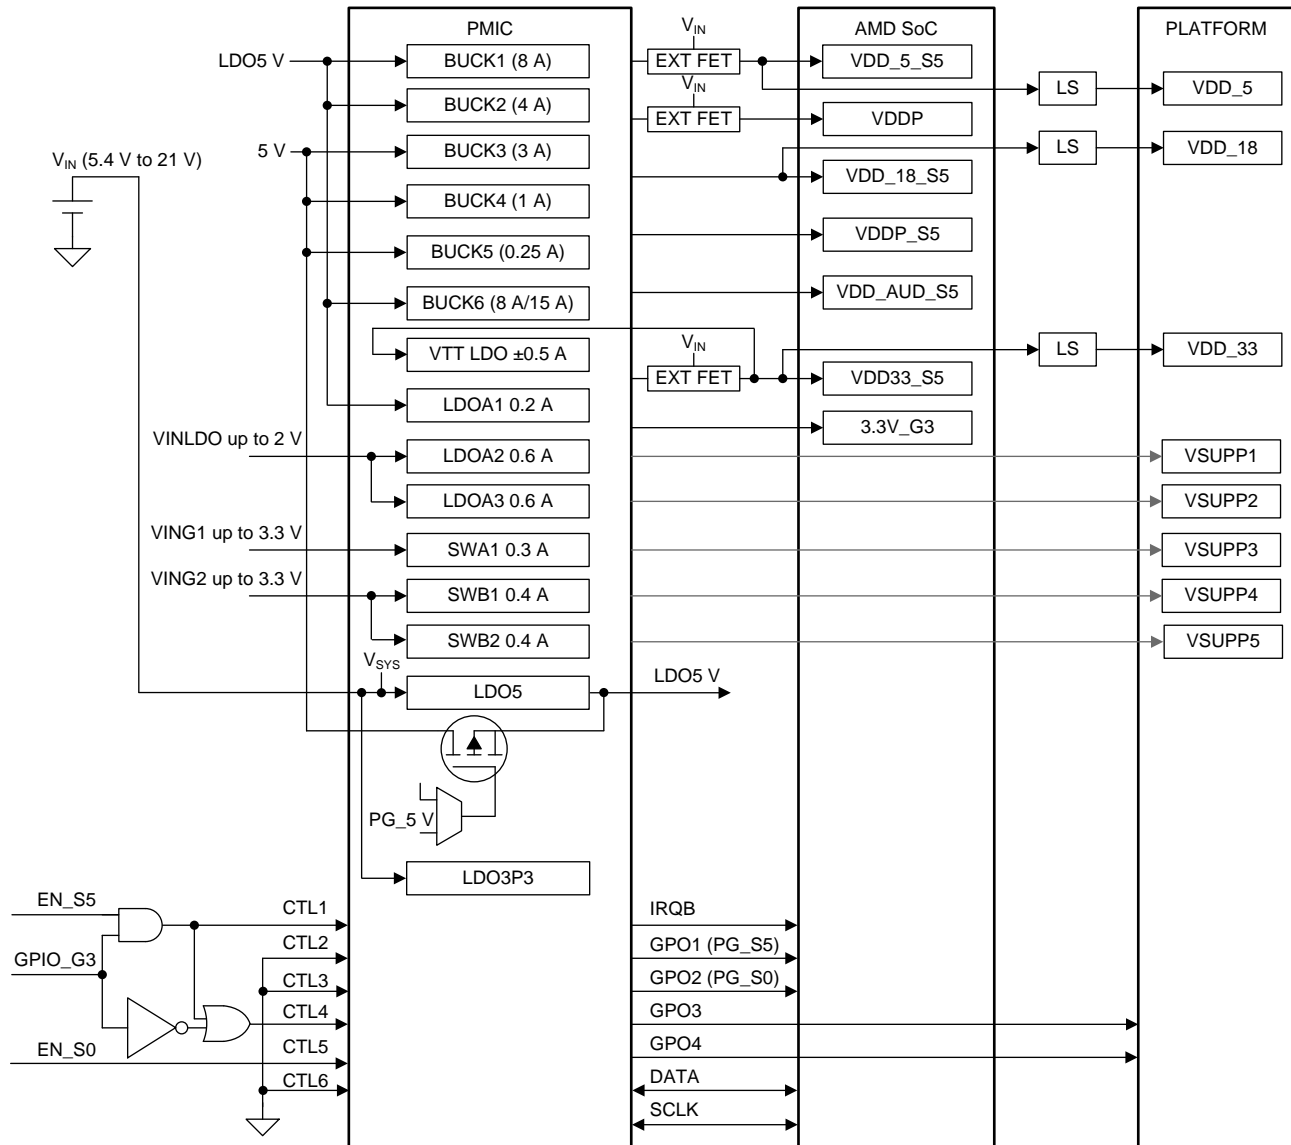 PMIC
AMD SoC
PLATFORM
LDO5 V
BUCK1 (8 A)
VIN
EXT FET
VDD_5_S5
LS
VDD_5
BUCK2 (4 A)
VIN
EXT FET
VDDP
5 V
BUCK3 (3 A)
LS
VDD_18
VIN (5.4 V to 21 V)
VDD_18_S5
BUCK4 (1 A)
VDDP_S5
BUCK5 (0.25 A)
VDD_AUD_S5
BUCK6 (8 A/15 A)
VTT LDO ±0.5 A
VIN
EXT FET
LS
VDD_33
VDD33_S5
LDOA1 0.2 A
3.3V_G3
VINLDO up to 2 V
LDOA2 0.6 A
VSUPP1
LDOA3 0.6 A
VSUPP2
VING1 up to 3.3 V
SWA1 0.3 A
VSUPP3
VING2 up to 3.3 V
SWB1 0.4 A
VSUPP4
SWB2 0.4 A
VSUPP5
VSYS
LDO5
LDO5 V
PG_5 V
LDO3P3
EN_S5
CTL1
IRQB
CTL2
GPO1 (PG_S5)
GPIO_G3
CTL3
GPO2 (PG_S0)
CTL4
GPO3
EN_S0
CTL5
GPO4
CTL6
DATA
SCLK